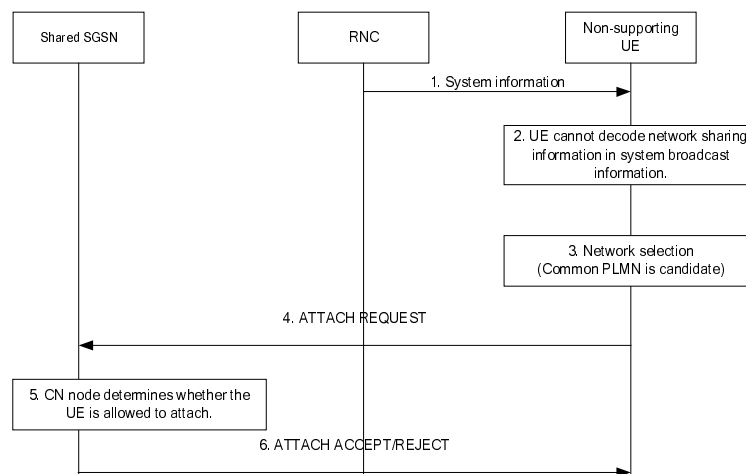 Shared SGSN
RNC
Non-supporting
UE
1. System information
2. UE cannot decode network sharing
information in system broadcast
information.
3. Network selection
(Common PLMN is candidate)
4. ATTACH REQUEST
5. CN node determines whether the
UE is allowed to attach.
6. ATTACH ACCEPT/REJECT